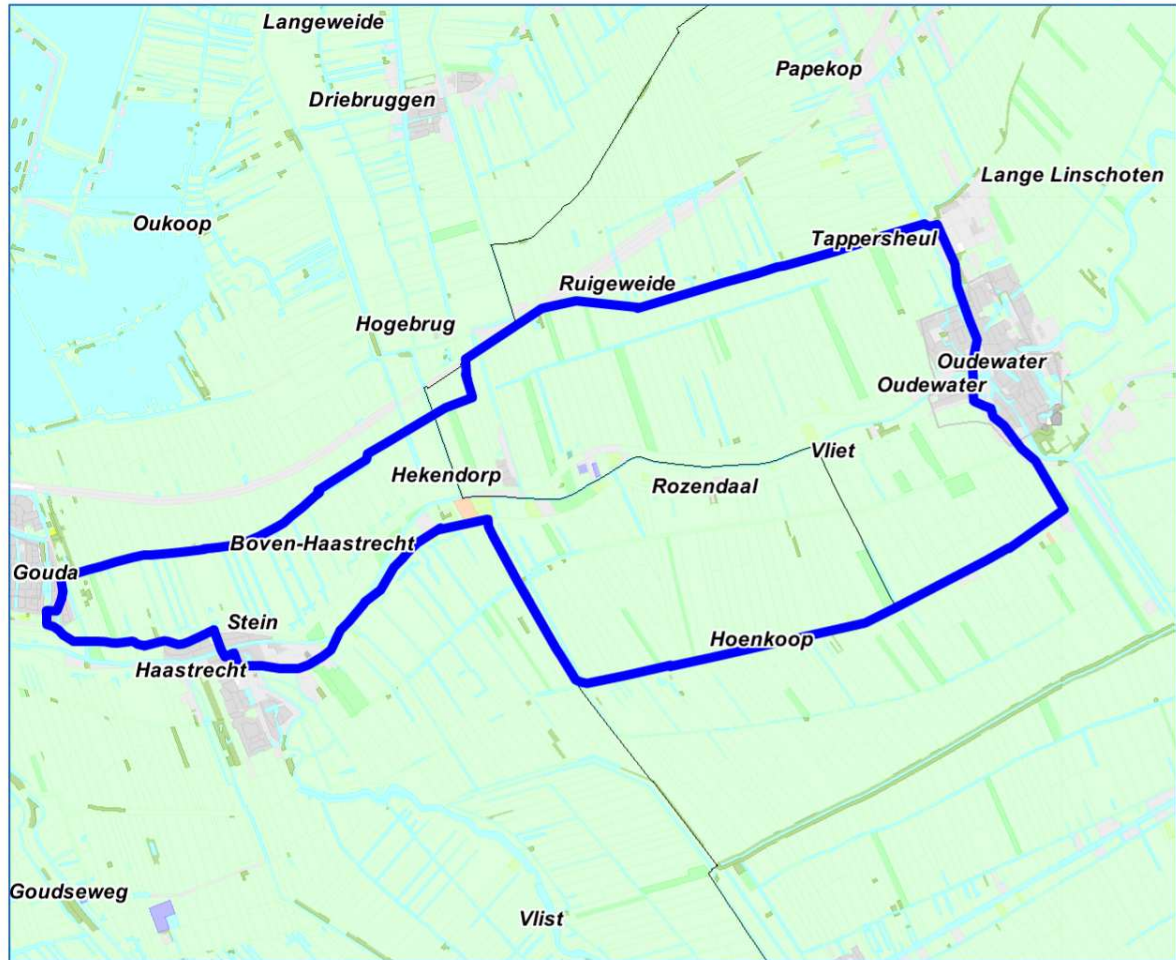 Langeweide
Papekop
Driebruggen
Lange Linschoten
Oukoop
Tappersheul
Ruigeweide
Hogebrug
Oudewater
Oudewater
Vliet
Hekendorp
Rozendaal
Boven-Haastrecht
Gouda
Stein
Hoenkoop
Haastrecht
Goudseweg
Vlist